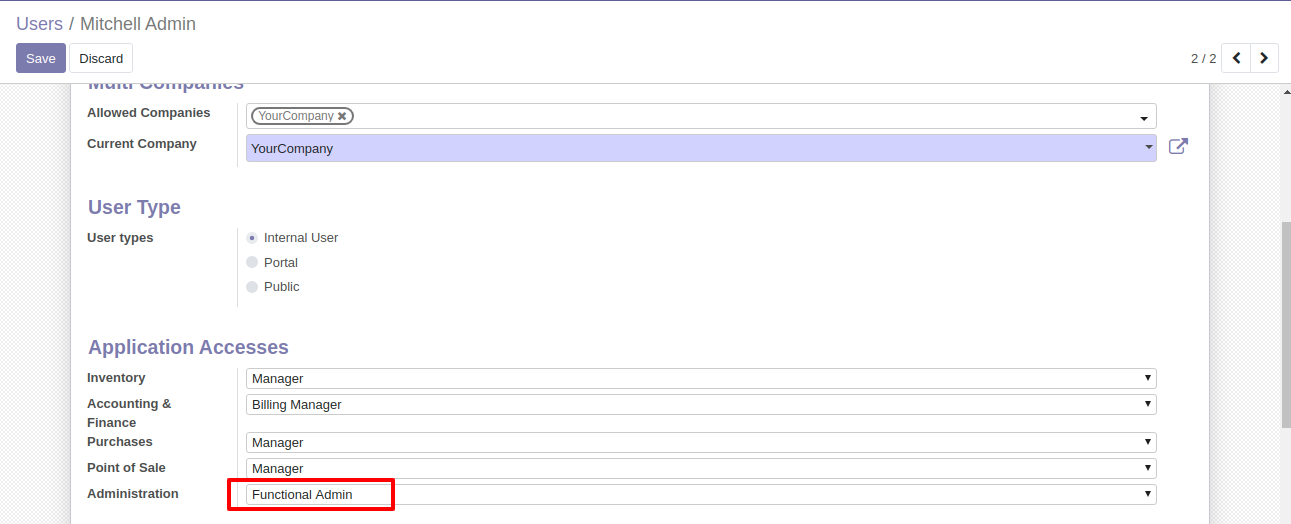 Users / Mitchell Admin
Save Discard 2 / 2
Multi Companies
Allowed Companies YourCompany
Current Company YourCompany
User Type
User types Internal User
Portal
Public
Application Accesses
Inventory Manager
Accounting & Finance Billing Manager
Purchases Manager
Point of Sale Manager
Administration Functional Admin